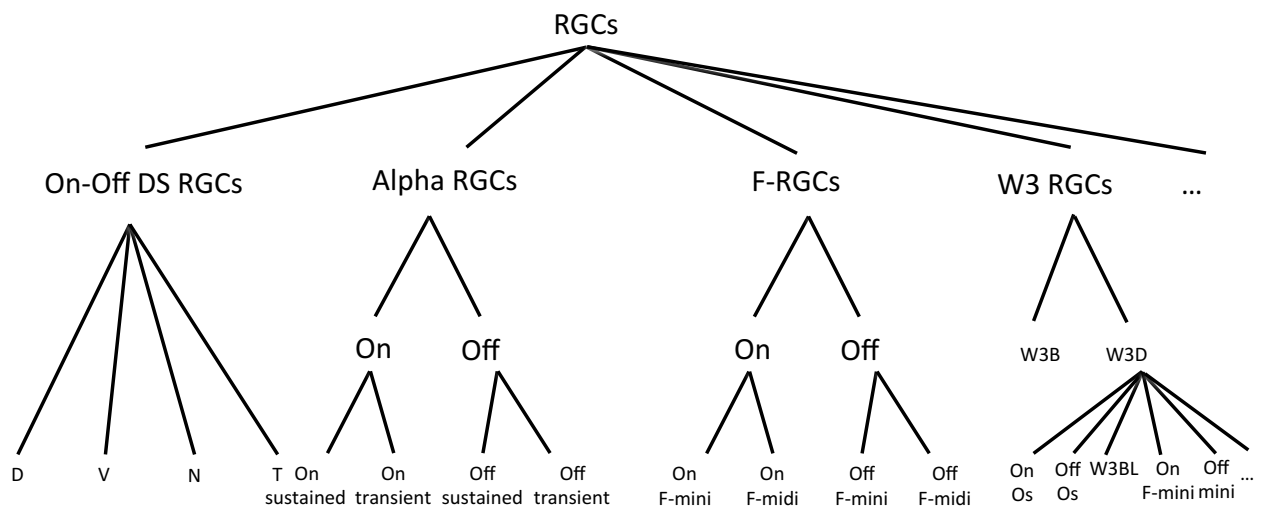 RGCs
On-Off DS RGCs
Alpha RGCs
F-RGCs
W3 RGCs
...
On
Off
On
Off
W3B
W3D
D
V
N
T
On
sustained
On
transient
Off
sustained
Off
transient
On
F-mini
On
F-midi
Off
F-mini
Off
F-midi
On
Os
Off
Os
W3BL
On
F-mini
Off
mini
...